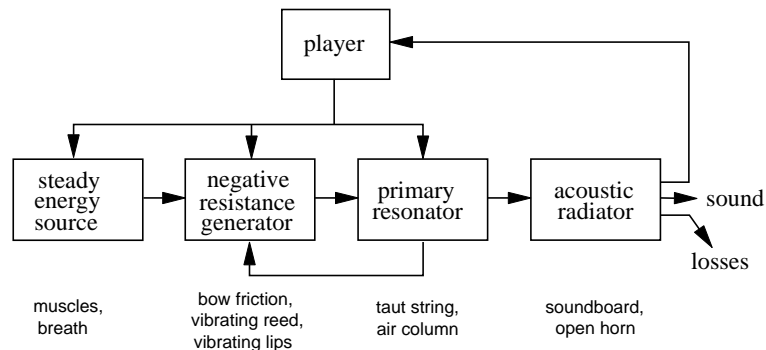 player
steady
energy
source
negative
resistance
generator
primary
resonator
acoustic
radiator
sound
losses
muscles,
breath
bow friction,
vibrating reed,
vibrating lips
taut string,
air column
soundboard,
open horn